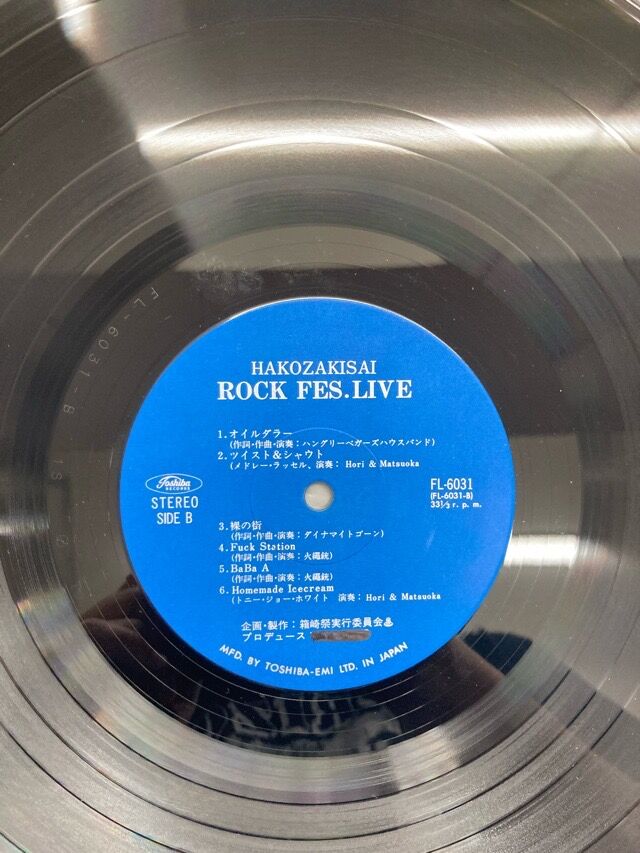 FL-6031-B
HAKOZAKISAI
ROCK FES.LIVE
1.オイルダラー
(作詞・作曲・演奏:ハングリーベガーズハウスバンド)
2.ツイスト&シャウト
(メドレー・ラッセル、演奏: Hori & Matsuoka)
Toshiba
RECORDS
STEREO
SIDE B
FL-6031
(FL-6031-B)
33⅓ r. p. m.
3.裸の街
(作詞・作曲・演奏:ダイナマイトゴーン)
4.Fuck Station
(作詞・作曲・演奏:火縄銃)
5.BaBa A
(作詞・作曲・演奏:火縄銃)
6.Homemade Icecream
(トニー・ジョー・ホワイト 演奏: Hori & Matsuoka
企画・製作:箱崎祭実行委員会♨
プロデュース
MFD. BY TOSHIBA-EMI LTD. IN JAPAN